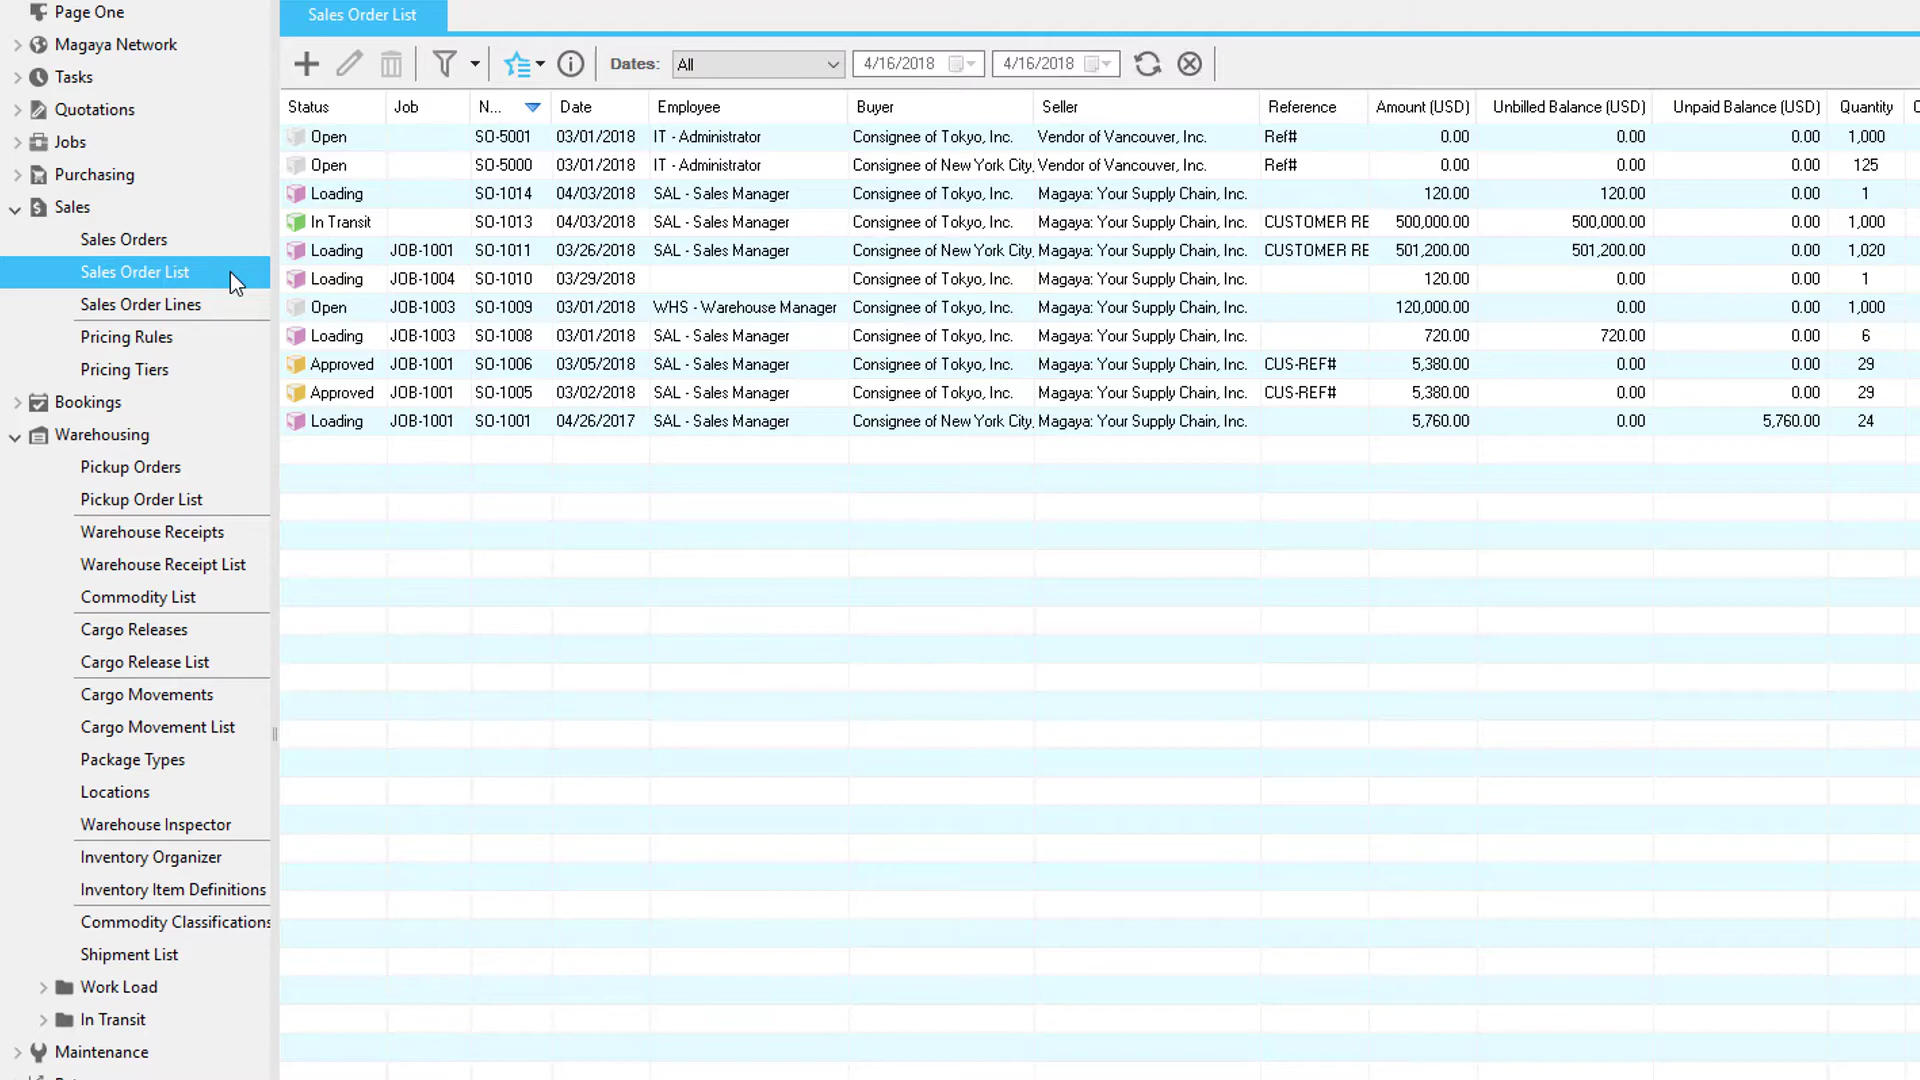 Page One
Magaya Network
Tasks
Quotations
Jobs
Purchasing
Sales
Sales Orders
Sales Order List
Sales Order Lines
Pricing Rules
Pricing Tiers
Bookings
Warehousing
Pickup Orders
Pickup Order List
Warehouse Receipts
Warehouse Receipt List
Commodity List
Cargo Releases
Cargo Release List
Cargo Movements
Cargo Movement List
Package Types
Locations
Warehouse Inspector
Inventory Organizer
Inventory Item Definitions
Commodity Classifications
Shipment List
Work Load
In Transit
Maintenance
Sales Order List
Dates: All 4/16/2018 4/16/2018
Status Job N... Date Employee Buyer Seller Reference Amount (USD) Unbilled Balance (USD) Unpaid Balance (USD) Quantity
Open SO-5001 03/01/2018 IT - Administrator Consignee of Tokyo, Inc. Vendor of Vancouver, Inc. Ref# 0.00 0.00 0.00 1,000
Open SO-5000 03/01/2018 IT - Administrator Consignee of New York City, Vendor of Vancouver, Inc. Ref# 0.00 0.00 0.00 125
Loading SO-1014 04/03/2018 SAL - Sales Manager Consignee of Tokyo, Inc. Magaya: Your Supply Chain, Inc. 120.00 120.00 0.00 1
In Transit SO-1013 04/03/2018 SAL - Sales Manager Consignee of Tokyo, Inc. Magaya: Your Supply Chain, Inc. CUSTOMER RE 500,000.00 500,000.00 0.00 1,000
Loading JOB-1001 SO-1011 03/26/2018 SAL - Sales Manager Consignee of New York City, Magaya: Your Supply Chain, Inc. CUSTOMER RE 501,200.00 501,200.00 0.00 1,020
Loading JOB-1004 SO-1010 03/29/2018 Consignee of Tokyo, Inc. Magaya: Your Supply Chain, Inc. 120.00 0.00 0.00 1
Open JOB-1003 SO-1009 03/01/2018 WHS - Warehouse Manager Consignee of Tokyo, Inc. Magaya: Your Supply Chain, Inc. 120,000.00 0.00 0.00 1,000
Loading JOB-1003 SO-1008 03/01/2018 SAL - Sales Manager Consignee of Tokyo, Inc. Magaya: Your Supply Chain, Inc. 720.00 720.00 0.00 6
Approved JOB-1001 SO-1006 03/05/2018 SAL - Sales Manager Consignee of Tokyo, Inc. Magaya: Your Supply Chain, Inc. CUS-REF# 5,380.00 0.00 0.00 29
Approved JOB-1001 SO-1005 03/02/2018 SAL - Sales Manager Consignee of Tokyo, Inc. Magaya: Your Supply Chain, Inc. CUS-REF# 5,380.00 0.00 0.00 29
Loading JOB-1001 SO-1001 04/26/2017 SAL - Sales Manager Consignee of New York City, Magaya: Your Supply Chain, Inc. 5,760.00 0.00 5,760.00 24